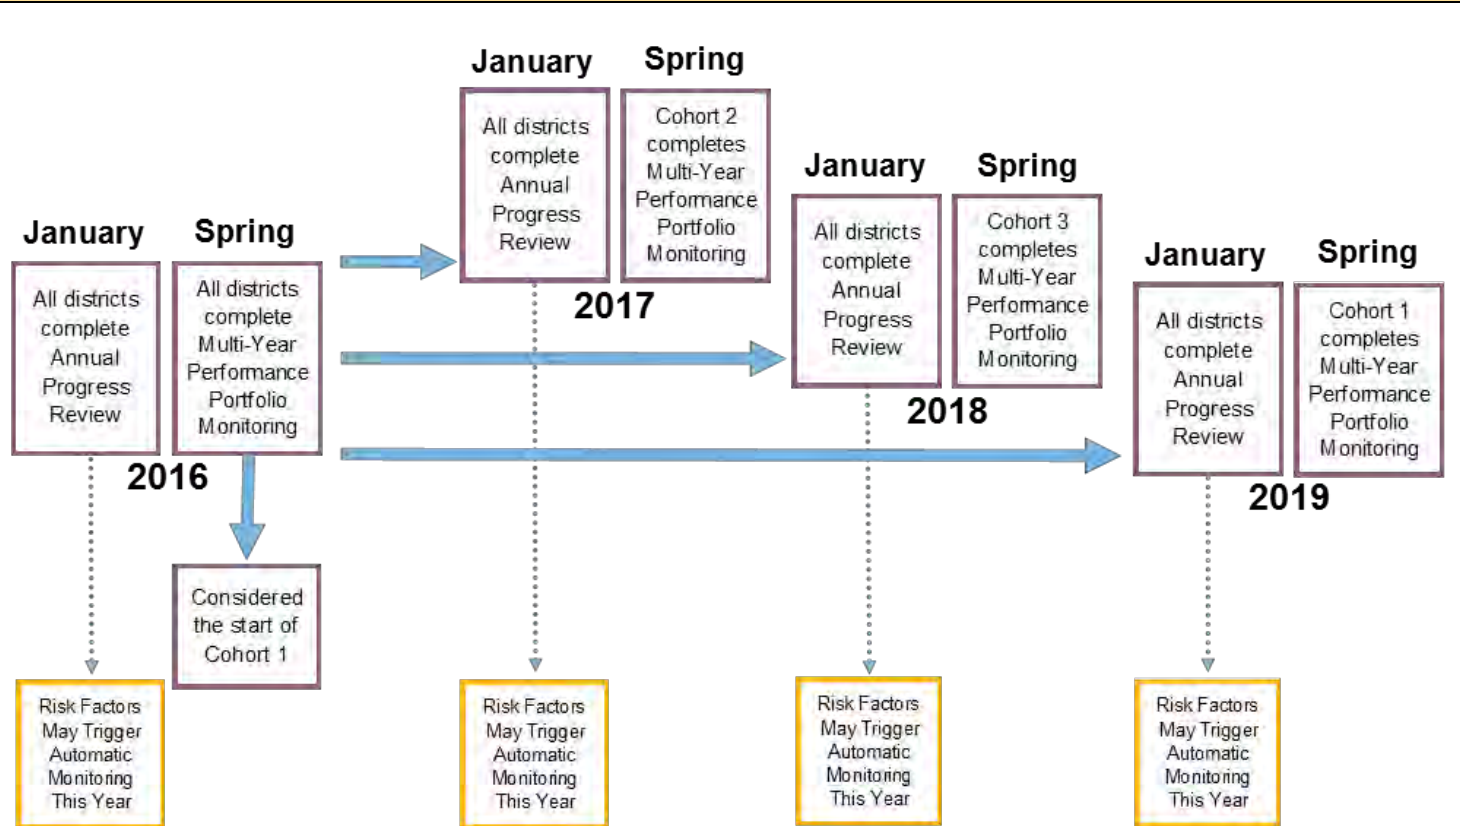 January
Spring
All districts
complete
Annual
Progress
Review
All districts
complete
Multi-Year
Performance
Portfolio
Monitoring
2016
Considered
the start of
Cohort 1
Risk Factors
May Trigger
Automatic
Monitoring
This Year
January
Spring
All districts
complete
Annual
Progress
Review
Cohort 2
completes
Multi-Year
Performance
Portfolio
Monitoring
2017
Risk Factors
May Trigger
Automatic
Monitoring
This Year
January
Spring
All districts
complete
Annual
Progress
Review
Cohort 3
completes
Multi-Year
Performance
Portfolio
Monitoring
2018
Risk Factors
May Trigger
Automatic
Monitoring
This Year
January
Spring
All districts
complete
Annual
Progress
Review
Cohort 1
completes
Multi-Year
Performance
Portfolio
Monitoring
2019
Risk Factors
May Trigger
Automatic
Monitoring
This Year